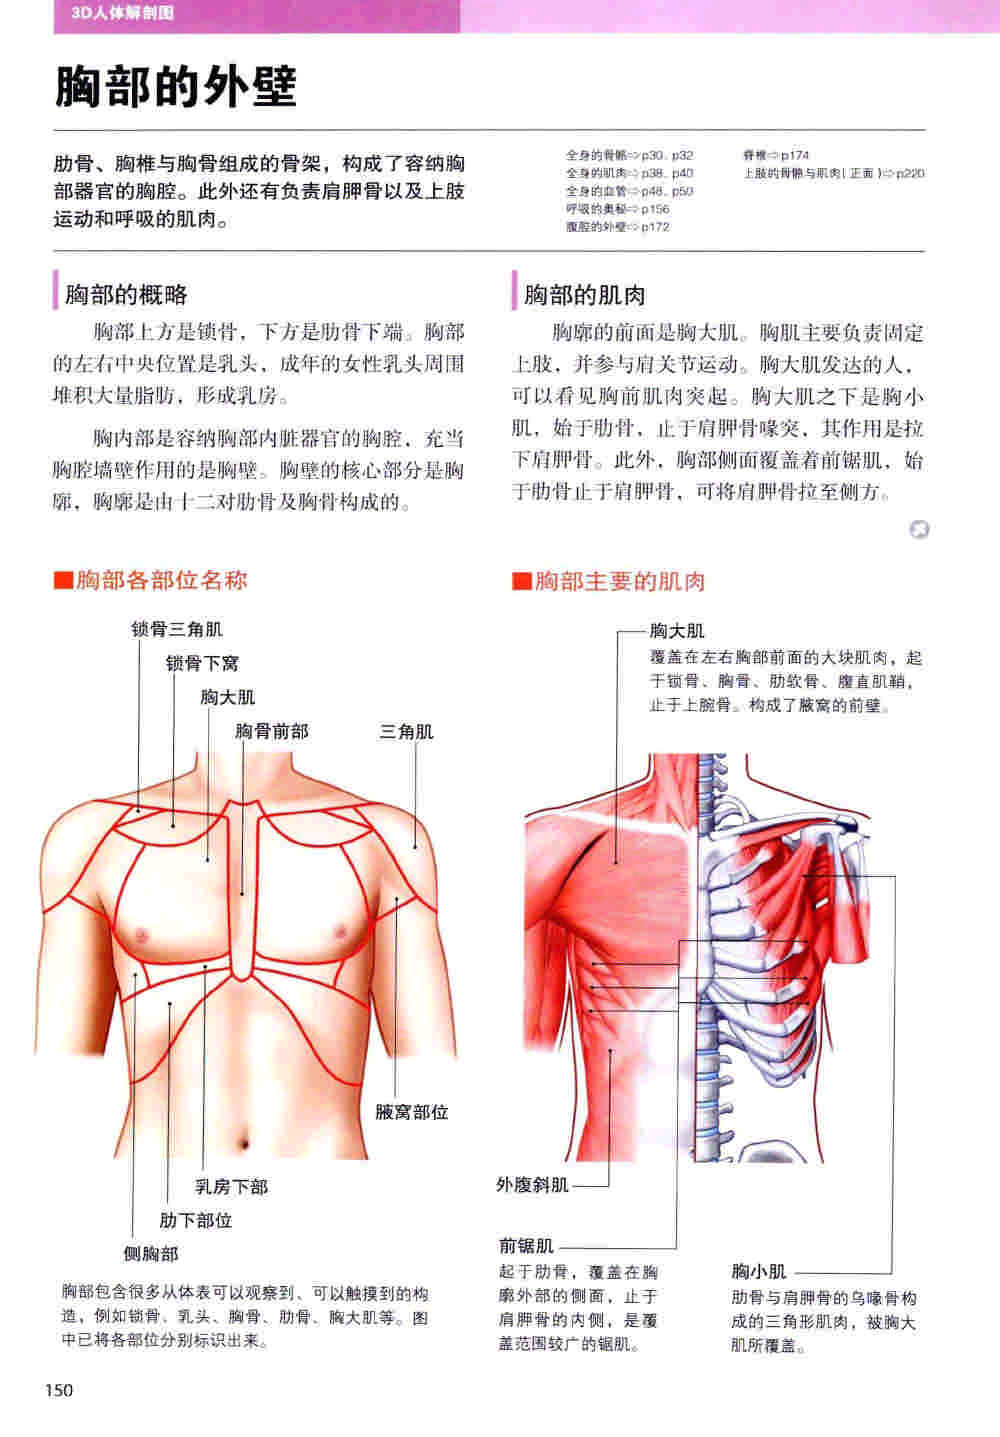 3D人体解剖图
胸部的外壁
肋骨、胸椎与胸骨组成的骨架，构成了容纳胸
部器官的胸腔。此外还有负责肩胛骨以及上肢
运动和呼吸的肌肉。
全身的骨骼⇨p30、p32
全身的肌肉⇨p38、p40
全身的血管⇨p48、p50
呼吸的奥秘⇨p156
腹腔的外壁⇨p172
脊椎⇨p174
上肢的骨骼与肌肉(正面)⇨p220
胸部的概略
胸部上方是锁骨，下方是肋骨下端。胸部
的左右中央位置是乳头，成年的女性乳头周围
堆积大量脂肪，形成乳房。
胸内部是容纳胸部内脏器官的胸腔，充当
胸腔墙壁作用的是胸壁。胸壁的核心部分是胸
廓，胸廓是由十二对肋骨及胸骨构成的。
胸部的肌肉
胸廓的前面是胸大肌。胸肌主要负责固定
上肢，并参与肩关节运动。胸大肌发达的人，
可以看见胸前肌肉突起。胸大肌之下是胸小
肌，始于肋骨，止于肩胛骨喙突，其作用是拉
下肩胛骨。此外，胸部侧面覆盖着前锯肌，始
于肋骨止于肩胛骨，可将肩胛骨拉至侧方。
■胸部各部位名称
锁骨三角肌
锁骨下窝
胸大肌
胸骨前部
三角肌
腋窝部位
乳房下部
肋下部位
侧胸部
胸部包含很多从体表可以观察到、可以触摸到的构
造，例如锁骨、乳头、胸骨、肋骨、胸大肌等。图
中已将各部位分别标识出来。
■胸部主要的肌肉
胸大肌
覆盖在左右胸部前面的大块肌肉，起
于锁骨、胸骨、肋软骨、腹直肌鞘，
止于上腕骨。构成了腋窝的前壁。
外腹斜肌
前锯肌
起于肋骨，覆盖在胸
廓外部的侧面，止于
肩胛骨的内侧，是覆
盖范围较广的锯肌。
胸小肌
肋骨与肩胛骨的乌喙骨构
成的三角形肌肉，被胸大
肌所覆盖。
150